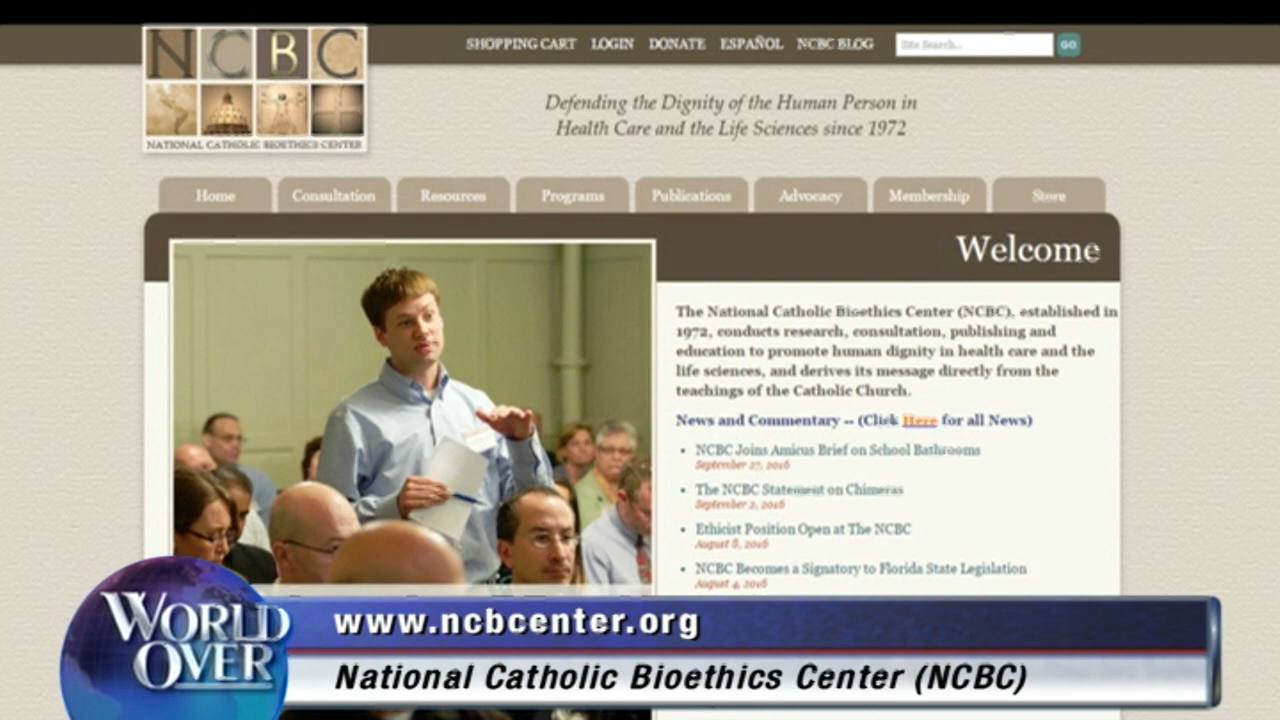 NCBC
NATIONAL CATHOLIC BIOETHICS CENTER
SHOPPING CART LOGIN DONATE ESPAÑOL NCBC BLOG Site Search... GO
Defending the Dignity of the Human Person in
Health Care and the Life Sciences since 1972
Home Consultation Resources Programs Publications Advocacy Membership Store
Welcome
The National Catholic Bioethics Center (NCBC), established in
1972, conducts research, consultation, publishing and
education to promote human dignity in health care and the
life sciences, and derives its message directly from the
teachings of the Catholic Church.
News and Commentary -- (Click Here for all News)
NCBC Joins Amicus Brief on School Bathrooms
September 27, 2016
The NCBC Statement on Chimeras
September 2, 2016
Ethicist Position Open at The NCBC
August 8, 2016
NCBC Becomes a Signatory to Florida State Legislation
August 4, 2016
WORLD
OVER
www.ncbcenter.org
National Catholic Bioethics Center (NCBC)